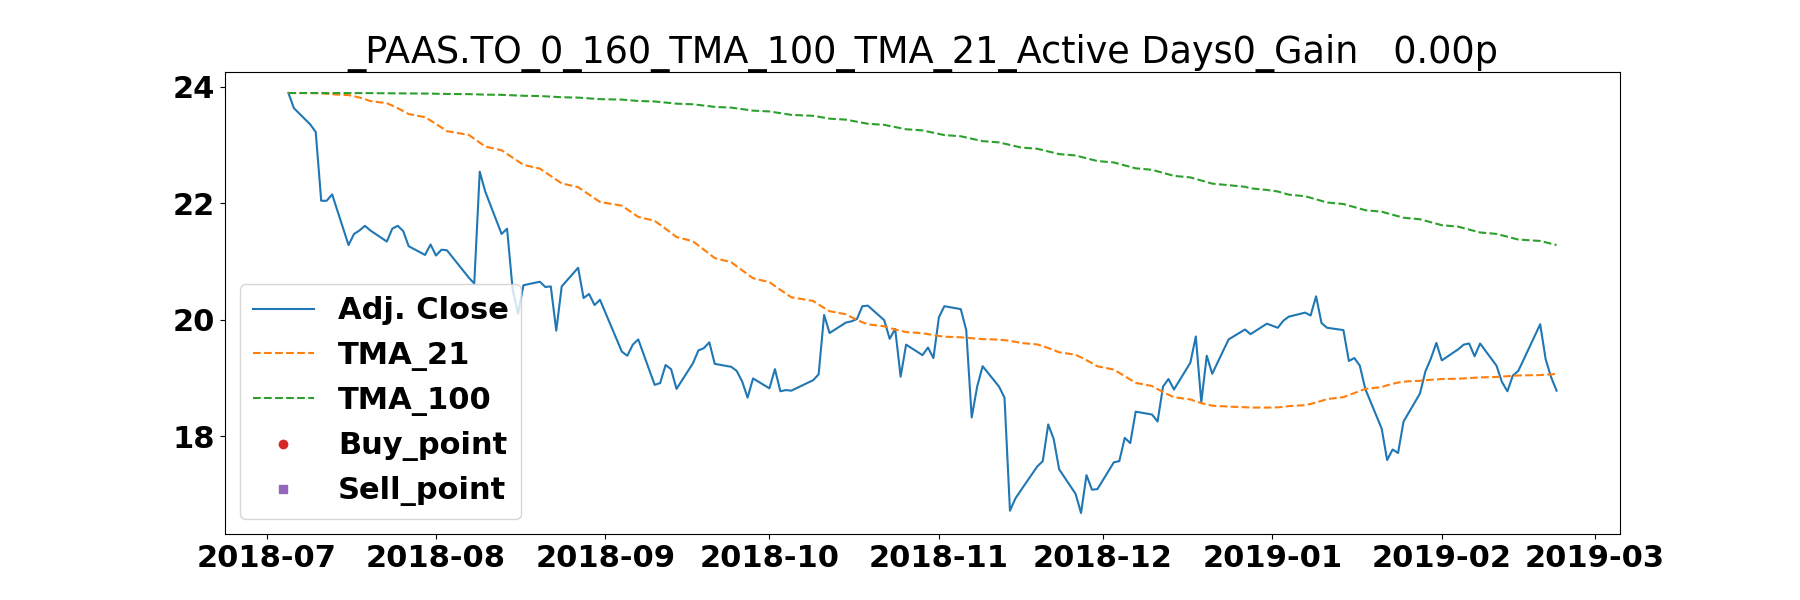 _PAAS.TO_0_160_TMA_100_TMA_21_Active Days0_Gain   0.00p
24
22
20
18
Adj. Close
TMA_21
TMA_100
Buy_point
Sell_point
2018-07 2018-08 2018-09 2018-10 2018-11 2018-12 2019-01 2019-02 2019-03